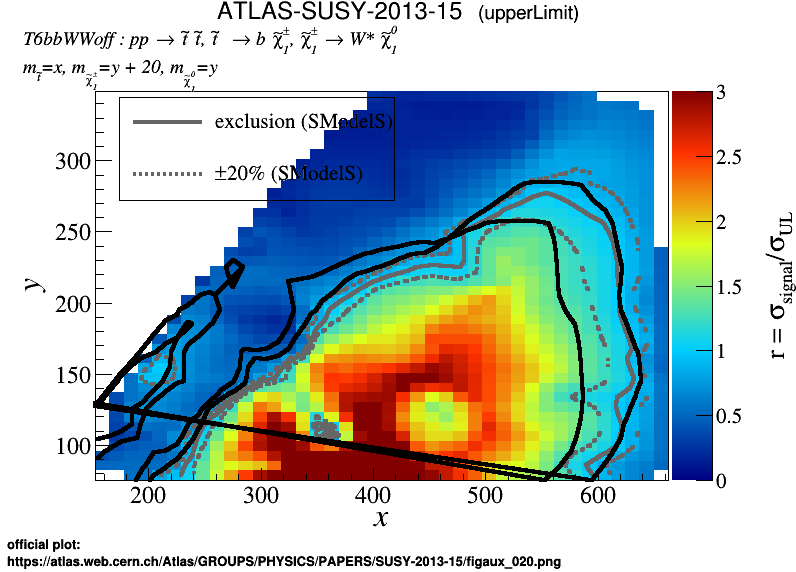 ATLAS-SUSY-2013-15 (upperLimit)
T6bbWWoff : pp → t̃ t̃, t̃ → b χ̃₁±, χ̃₁± → W* χ̃₁⁰
m_t̃=x, m_χ̃₁±=y + 20, m_χ̃₁⁰=y
exclusion (SModelS)
±20% (SModelS)
y
300
250
200
150
100
200 300 400 500 600
x
3
2.5
2
1.5
1
0.5
0
r = σ_signal/σ_UL
official plot:
https://atlas.web.cern.ch/Atlas/GROUPS/PHYSICS/PAPERS/SUSY-2013-15/figaux_020.png